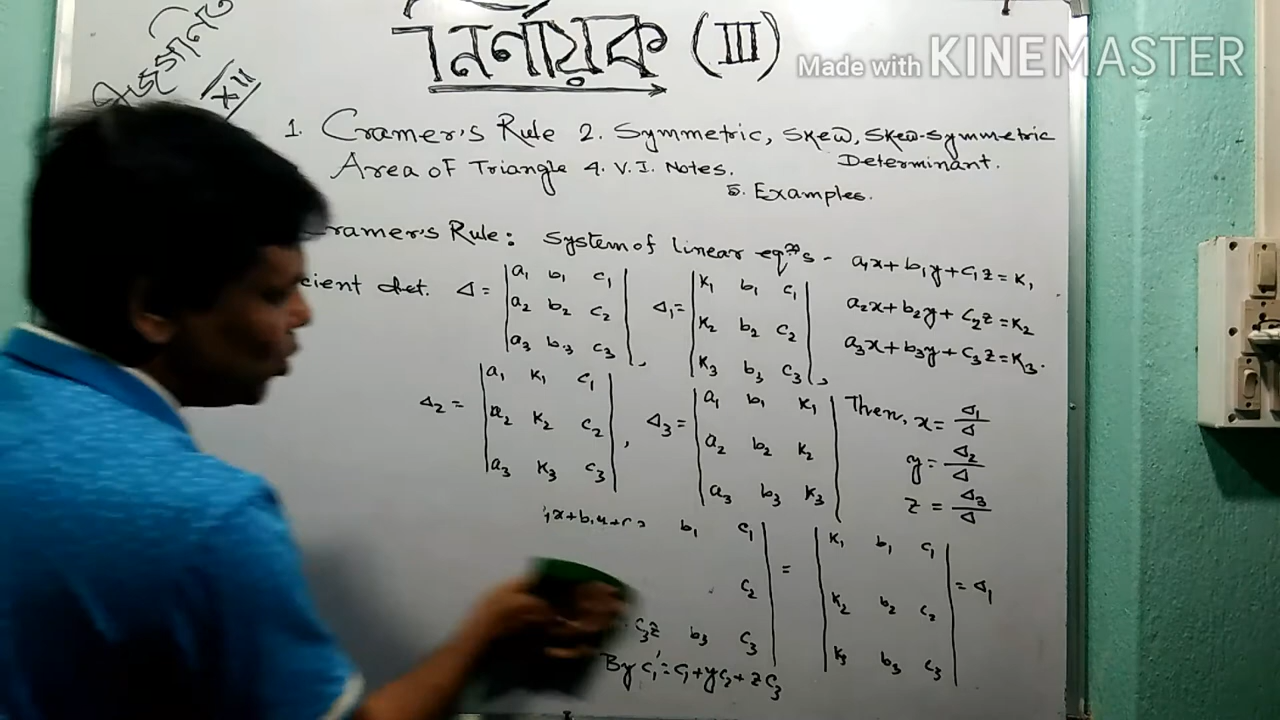 নির্ণায়ক (III)
Made with KINEMASTER
বীজগণিত
XII
1. Cramer's Rule 2. Symmetric, Skew, Skew-symmetric
Area of Triangle 4. V.I. Notes. Determinant.
5. Examples.
Cramer's Rule: System of linear eqⁿs - a₁x+b₁y+c₁z=k₁
a₂x+b₂y+c₂z=k₂
a₃x+b₃y+c₃z=k₃.
cient det. Δ = | a₁ b₁ c₁ | Δ₁= | k₁ b₁ c₁ |
a₂ b₂ c₂ k₂ b₂ c₂
a₃ b₃ c₃ , k₃ b₃ c₃ ,
Δ₂ = | a₁ k₁ c₁ | Δ₃= | a₁ b₁ k₁ | Then, x = Δ₁/Δ
a₂ k₂ c₂ , a₂ b₂ k₂ y = Δ₂/Δ
a₃ k₃ c₃ a₃ b₃ k₃ z = Δ₃/Δ
b₁ c₁ | = | k₁ b₁ c₁ | = Δ₁
c₂ k₂ b₂ c₂
c₃z b₃ c₃ k₃ b₃ c₃
By c₁'=c₁+yc₂+zc₃